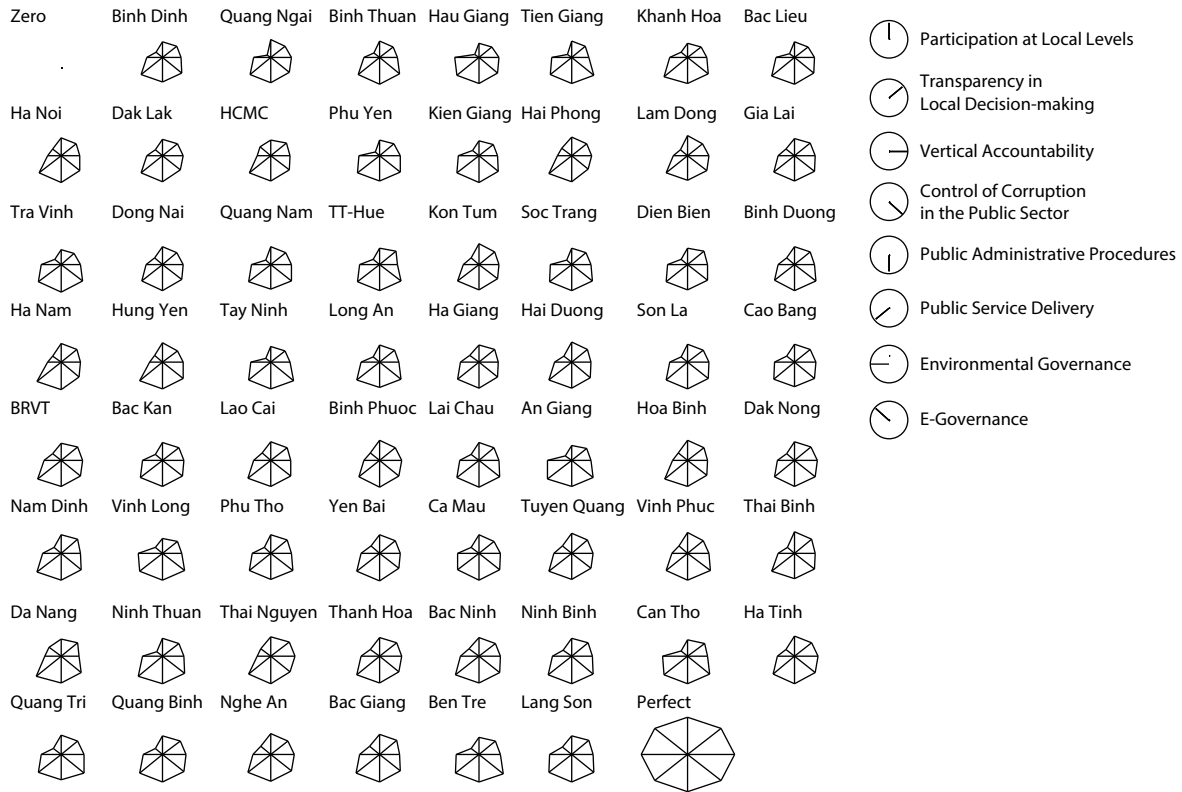 Zero Binh Dinh Quang Ngai Binh Thuan Hau Giang Tien Giang Khanh Hoa Bac Lieu
Ha Noi Dak Lak HCMC Phu Yen Kien Giang Hai Phong Lam Dong Gia Lai
Tra Vinh Dong Nai Quang Nam TT-Hue Kon Tum Soc Trang Dien Bien Binh Duong
Ha Nam Hung Yen Tay Ninh Long An Ha Giang Hai Duong Son La Cao Bang
BRVT Bac Kan Lao Cai Binh Phuoc Lai Chau An Giang Hoa Binh Dak Nong
Nam Dinh Vinh Long Phu Tho Yen Bai Ca Mau Tuyen Quang Vinh Phuc Thai Binh
Da Nang Ninh Thuan Thai Nguyen Thanh Hoa Bac Ninh Ninh Binh Can Tho Ha Tinh
Quang Tri Quang Binh Nghe An Bac Giang Ben Tre Lang Son Perfect
Participation at Local Levels
Transparency in
Local Decision-making
Vertical Accountability
Control of Corruption
in the Public Sector
Public Administrative Procedures
Public Service Delivery
Environmental Governance
E-Governance